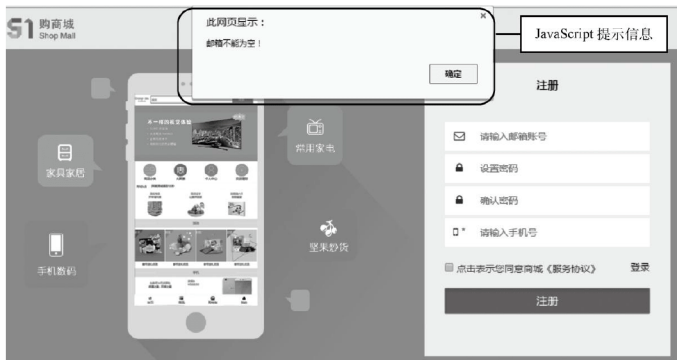 51 购商城
Shop Mall
此网页显示：
×
邮箱不能为空！
确定
JavaScript 提示信息
注册
请输入邮箱账号
设置密码
确认密码
* 请输入手机号
点击表示您同意商城《服务协议》 登录
注册
家具家居
手机数码
坚果炒货